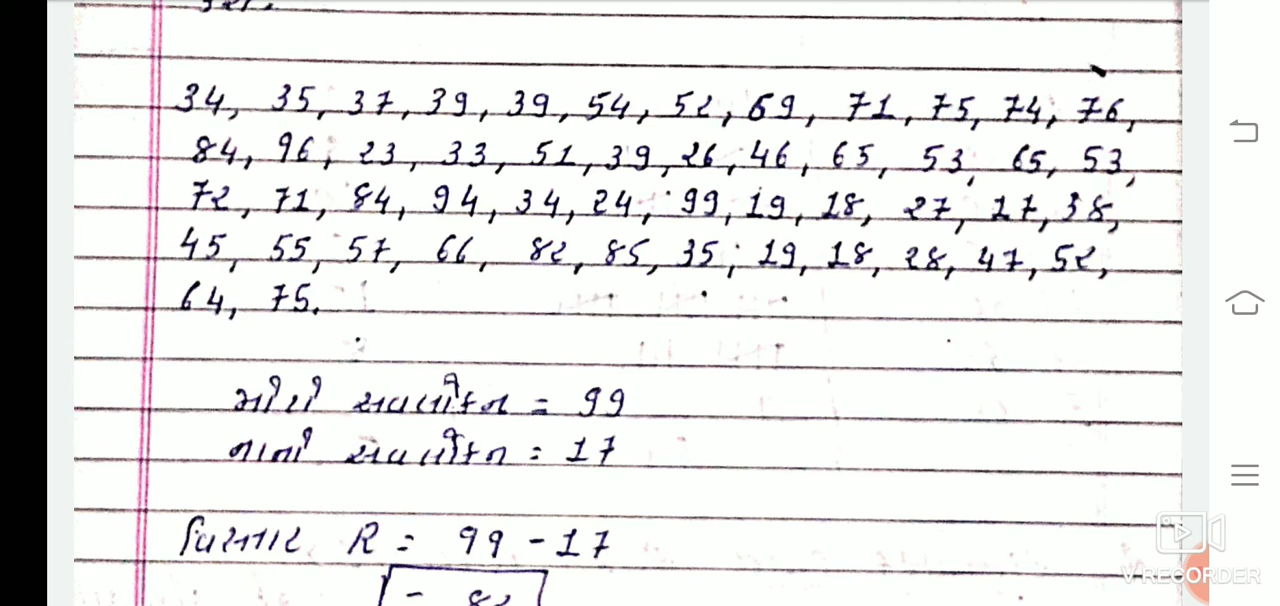 34, 35, 37, 39, 39, 54, 52, 69, 71, 75, 74, 76,
84, 96, 23, 33, 51, 39, 26, 46, 65, 53, 65, 53,
72, 71, 84, 94, 34, 24, 99, 19, 18, 27, 17, 38,
45, 55, 57, 66, 82, 85, 35, 19, 18, 28, 47, 52,
64, 75.
મોટો અવલોકન = 99
નાનો અવલોકન = 17
વિસ્તાર R = 99 - 17
= 82
V RECORDER